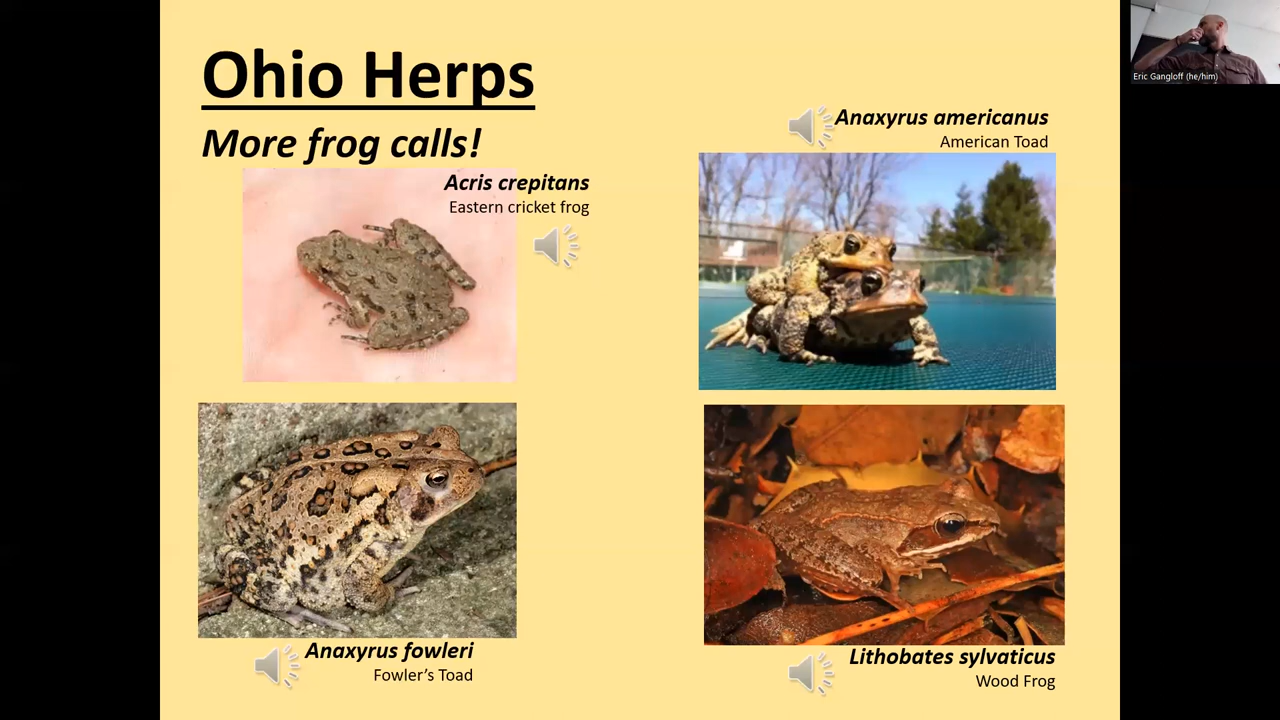 Ohio Herps
More frog calls!
Acris crepitans
Eastern cricket frog
Anaxyrus americanus
American Toad
Anaxyrus fowleri
Fowler’s Toad
Lithobates sylvaticus
Wood Frog
Eric Gangloff (he/him)